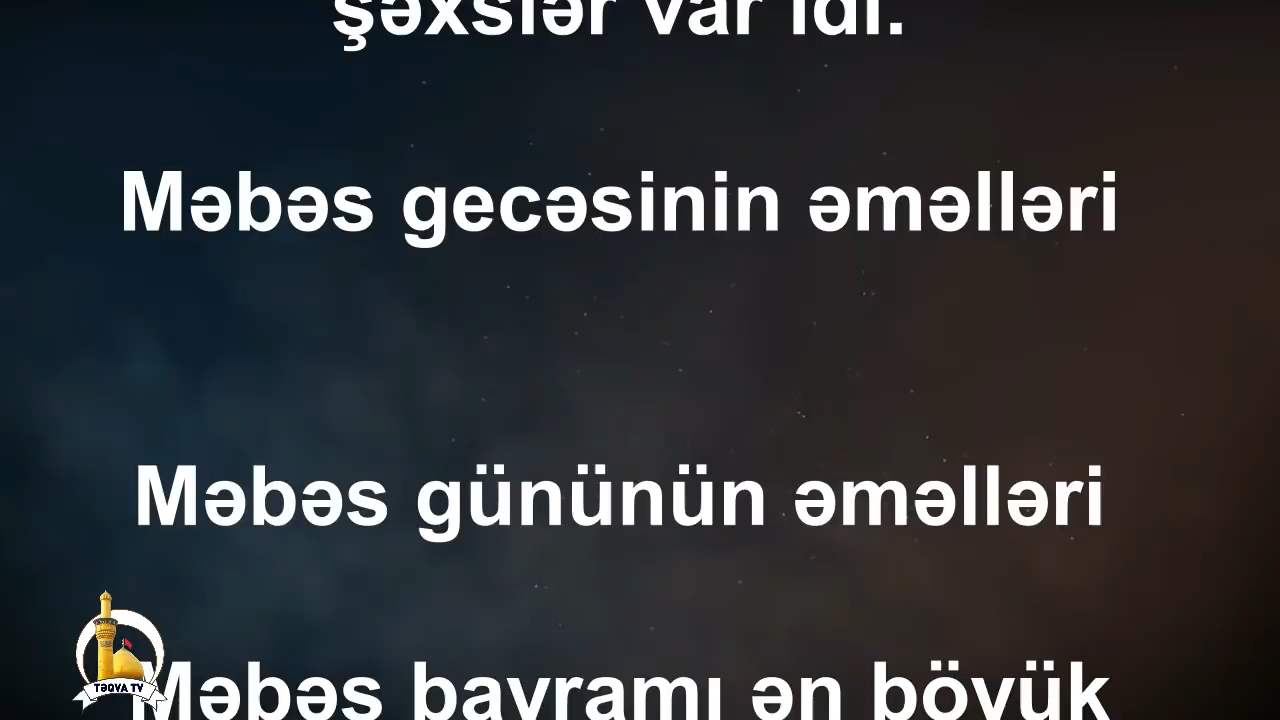 şəxslər var idi.
Məbəs gecəsinin əməlləri
Məbəs gününün əməlləri
Məbəs bayramı ən böyük
TƏQVA TV